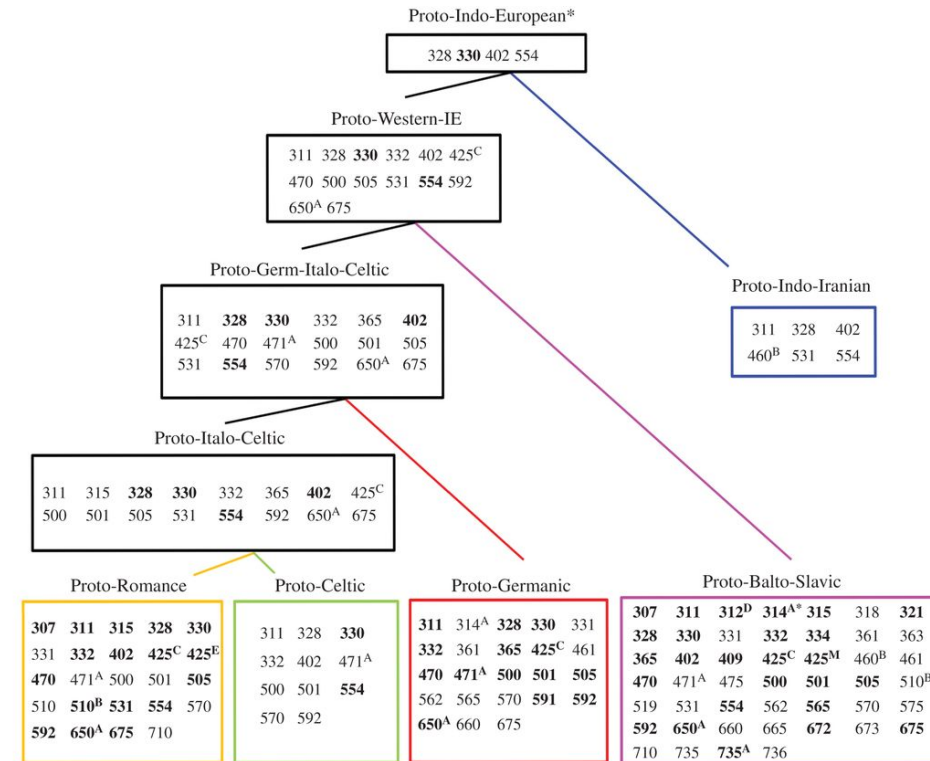 Proto-Indo-European*
328 330 402 554
Proto-Western-IE
311 328 330 332 402 425C
470 500 505 531 554 592
650A 675
Proto-Germ-Italo-Celtic
311 328 330 332 365 402
425C 470 471A 500 501 505
531 554 570 592 650A 675
Proto-Indo-Iranian
311 328 402
460B 531 554
Proto-Italo-Celtic
311 315 328 330 332 365 402 425C
500 501 505 531 554 592 650A 675
Proto-Romance
307 311 315 328 330
331 332 402 425C 425E
470 471A 500 501 505
510 510B 531 554 570
592 650A 675 710
Proto-Celtic
311 328 330
332 402 471A
500 501 554
570 592
Proto-Germanic
311 314A 328 330 331
332 361 365 425C 461
470 471A 500 501 505
562 565 570 591 592
650A 660 675
Proto-Balto-Slavic
307 311 312D 314A* 315 318 321
328 330 331 332 334 361 363
365 402 409 425C 425M 460B 461
470 471A 475 500 501 505 510B
519 531 554 562 565 570 575
592 650A 660 665 672 673 675
710 735 735A 736